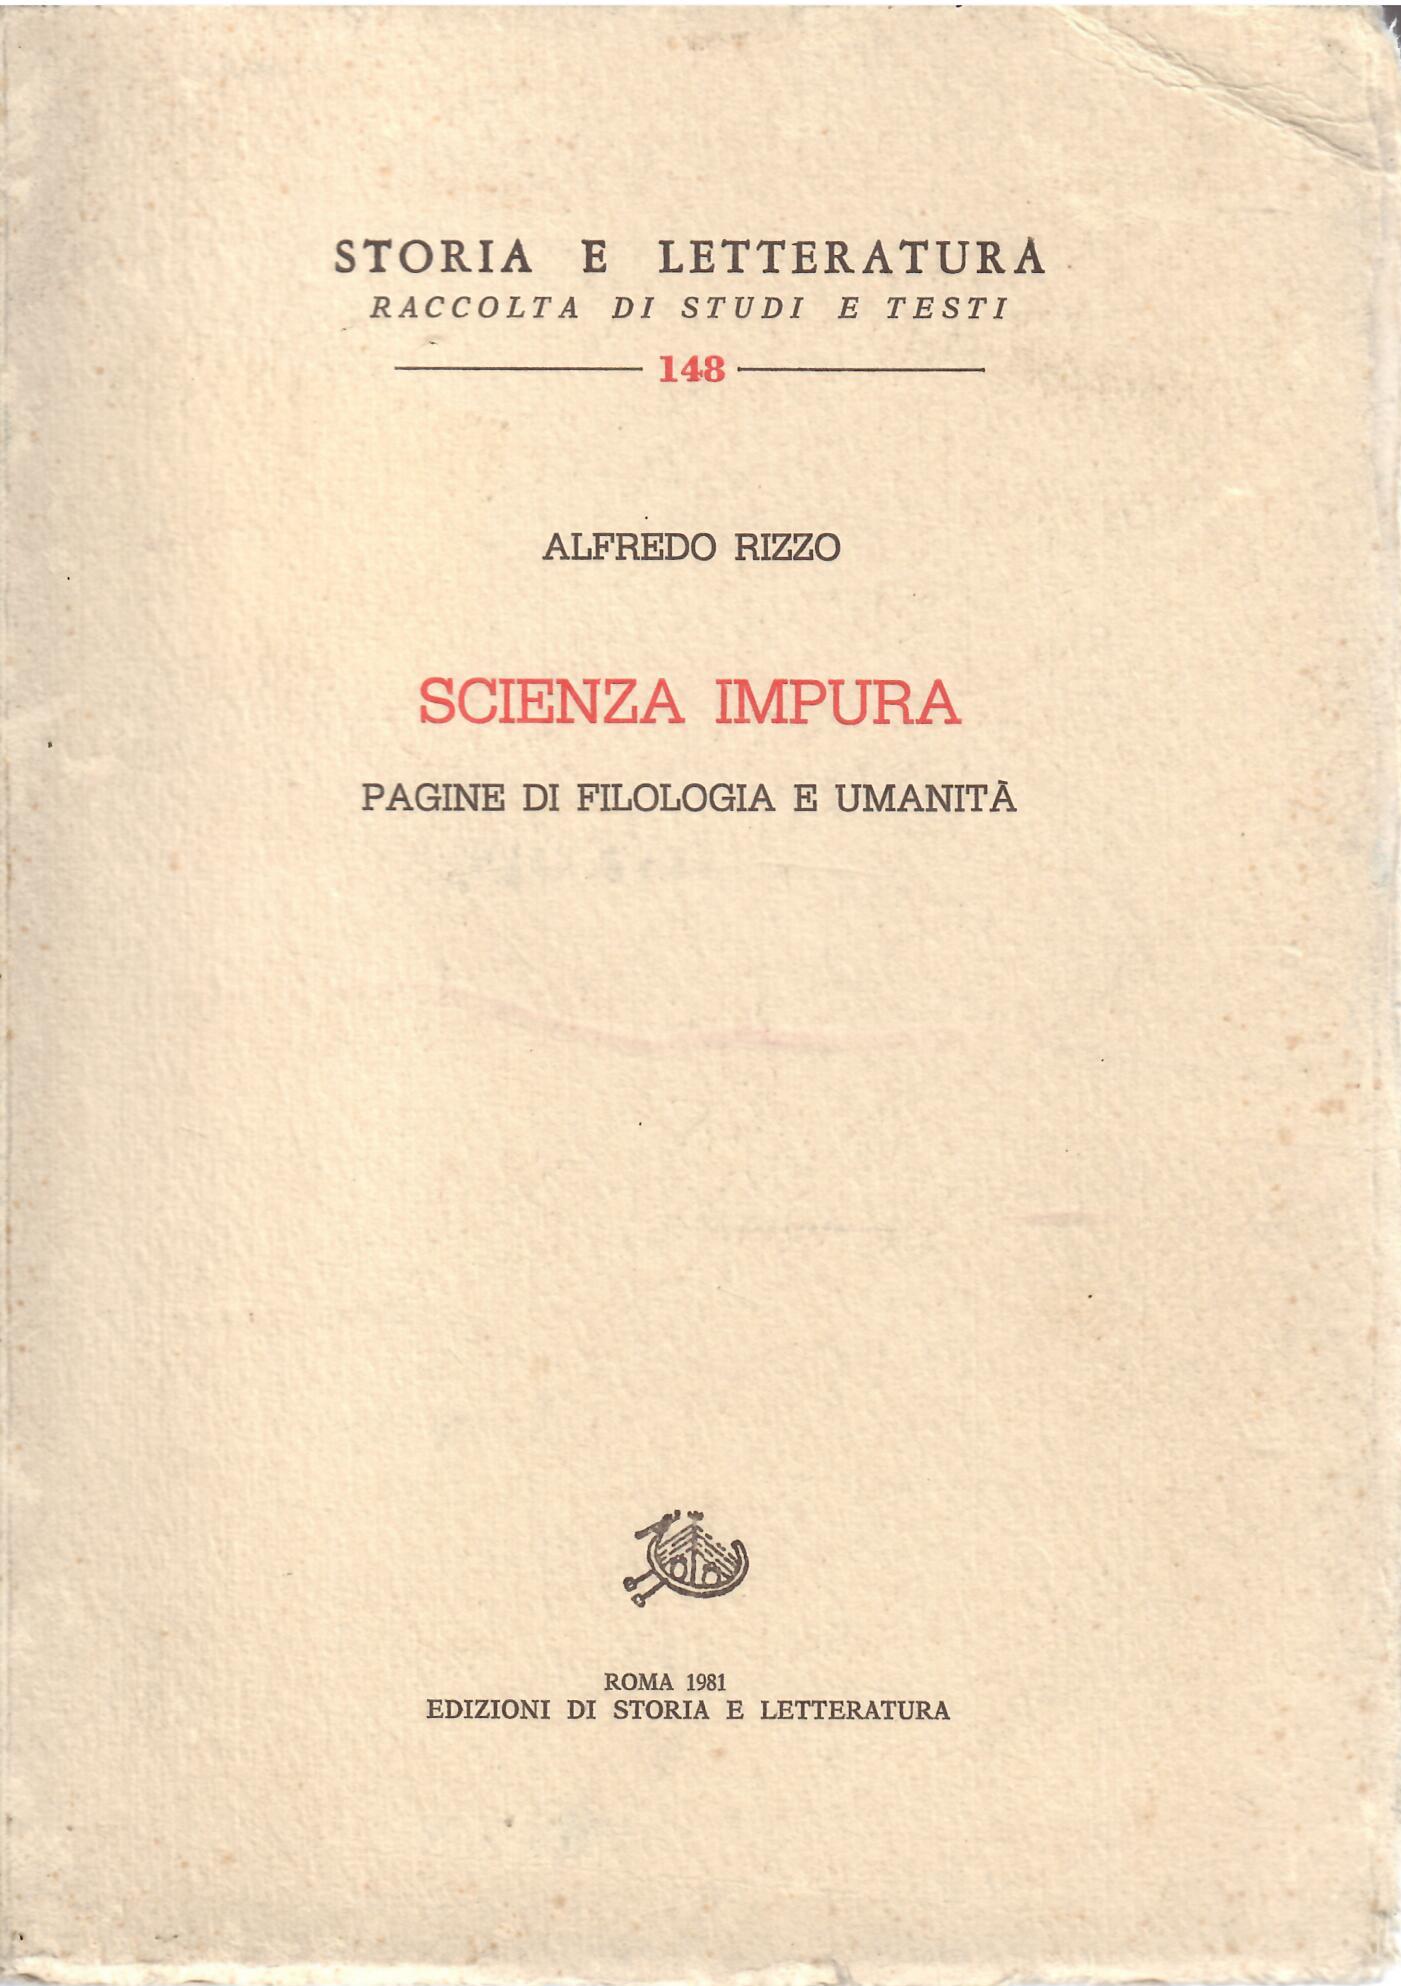 STORIA E LETTERATURA
RACCOLTA DI STUDI E TESTI
148
ALFREDO RIZZO
SCIENZA IMPURA
PAGINE DI FILOLOGIA E UMANITÀ
ROMA 1981
EDIZIONI DI STORIA E LETTERATURA